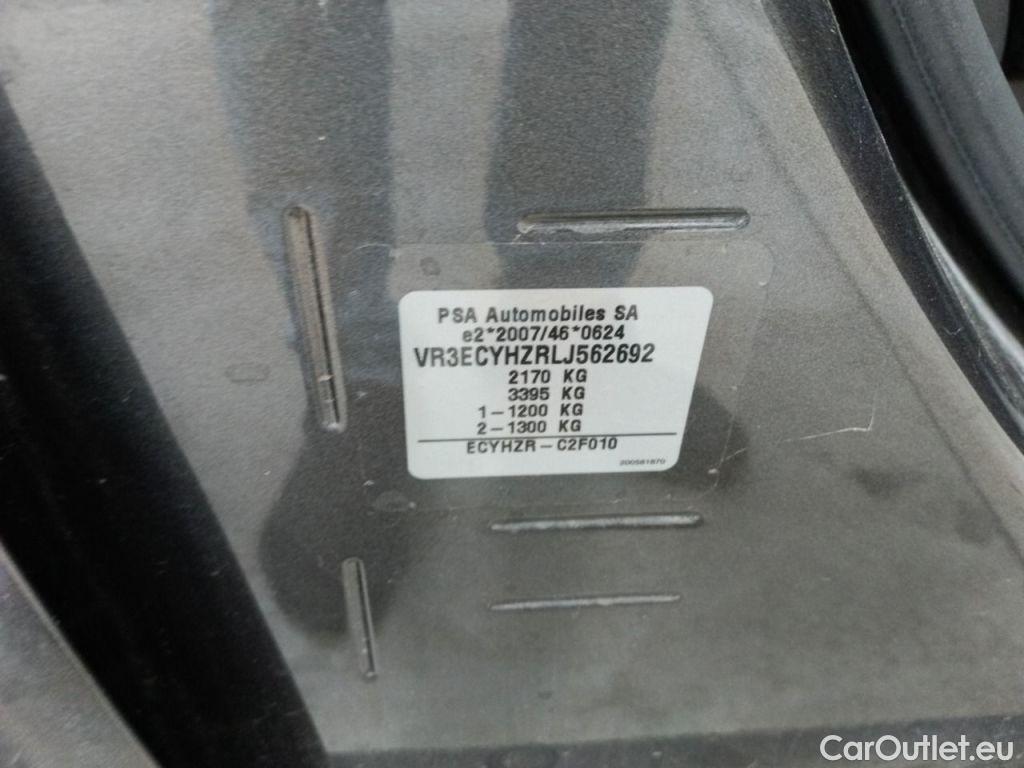 PSA Automobiles SA
e2*2007/46*0624
VR3ECYHZRLJ562692
2170 KG
3395 KG
1-1200 KG
2-1300 KG
ECYHZR-C2F010
200581870
CarOutlet.eu